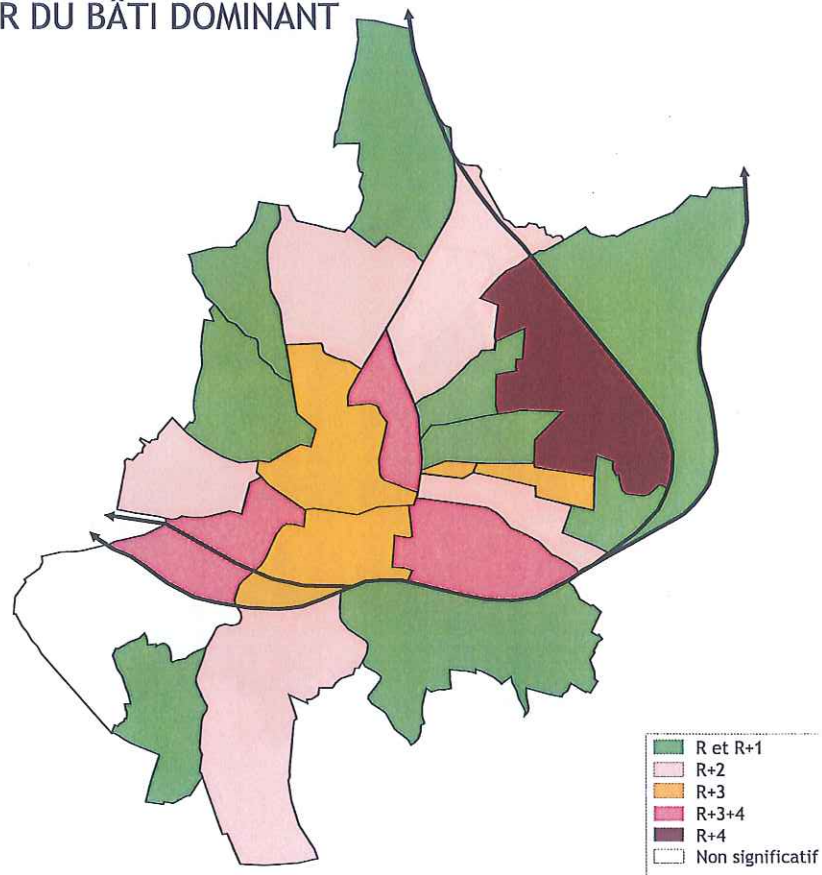 R DU BÂTI DOMINANT
R et R+1
R+2
R+3
R+3+4
R+4
Non significatif